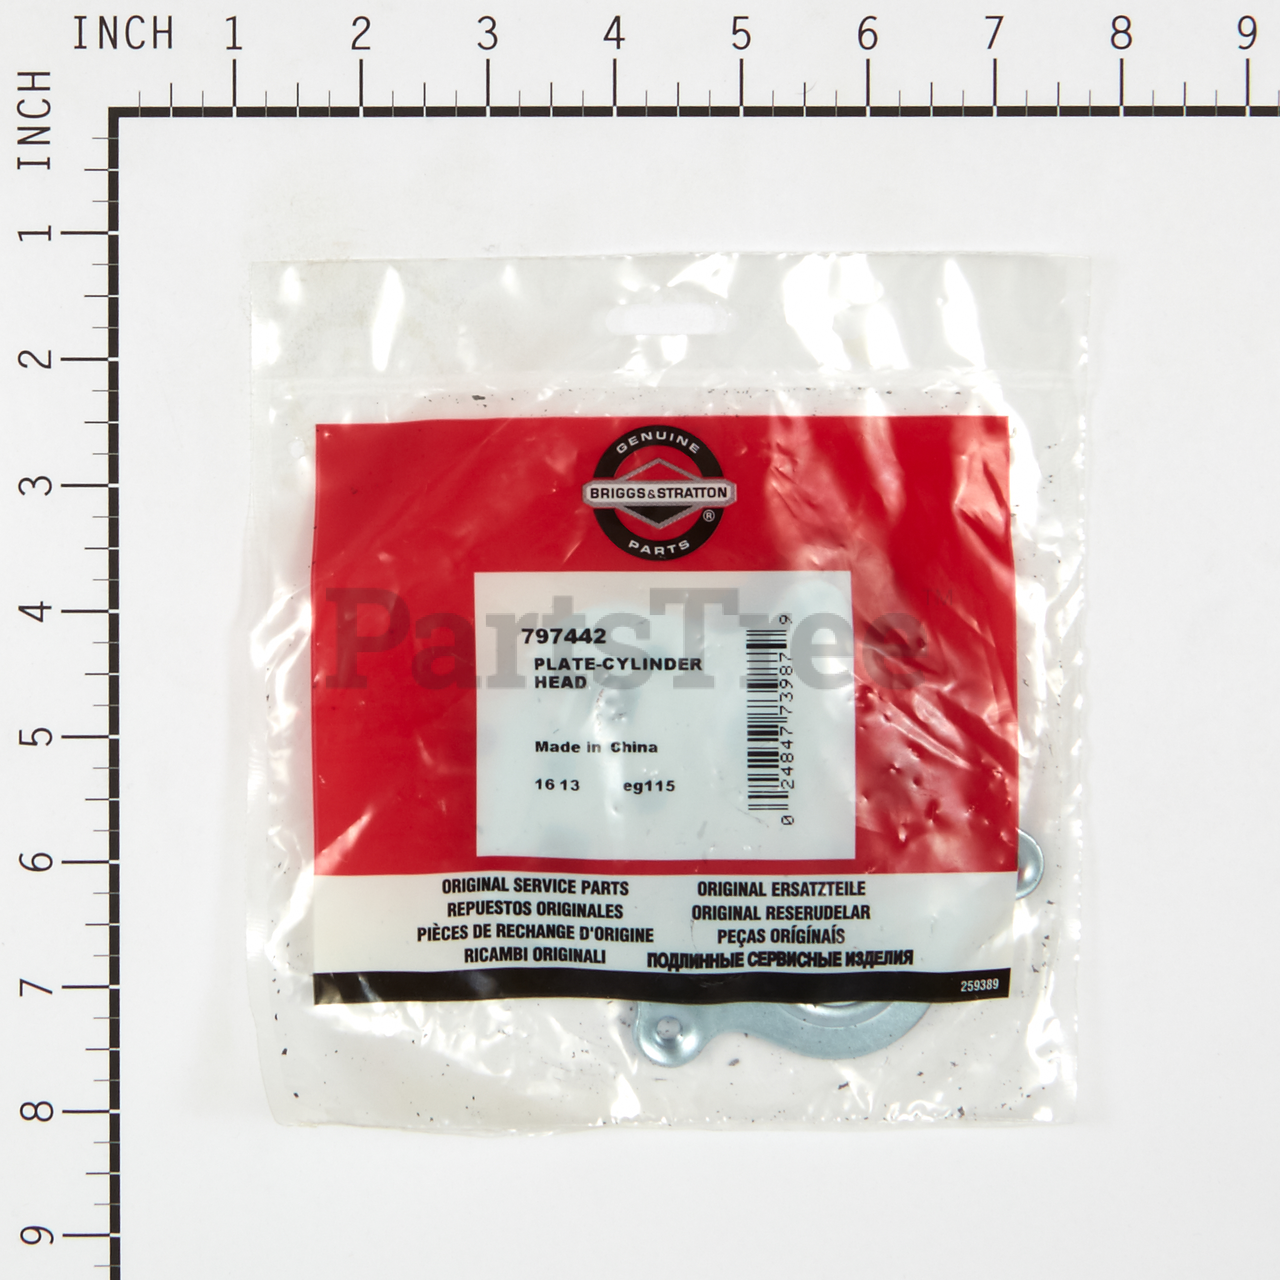 INCH 1 2 3 4 5 6 7 8 9
INCH 1 2 3 4 5 6 7 8 9
GENUINE
BRIGGS&STRATTON
®
PARTS
PartsTree
797442
PLATE-CYLINDER
HEAD
Made in China
16 13 eg115
0 24847 73987 9
ORIGINAL SERVICE PARTS
REPUESTOS ORIGINALES
PIÈCES DE RECHANGE D'ORIGINE
RICAMBI ORIGINALI
ORIGINAL ERSATZTEILE
ORIGINAL RESERUDELAR
PEÇAS ORÍGÍNAÍS
ПОДЛИННЫЕ СЕРВИСНЫЕ ИЗДЕЛИЯ
259389